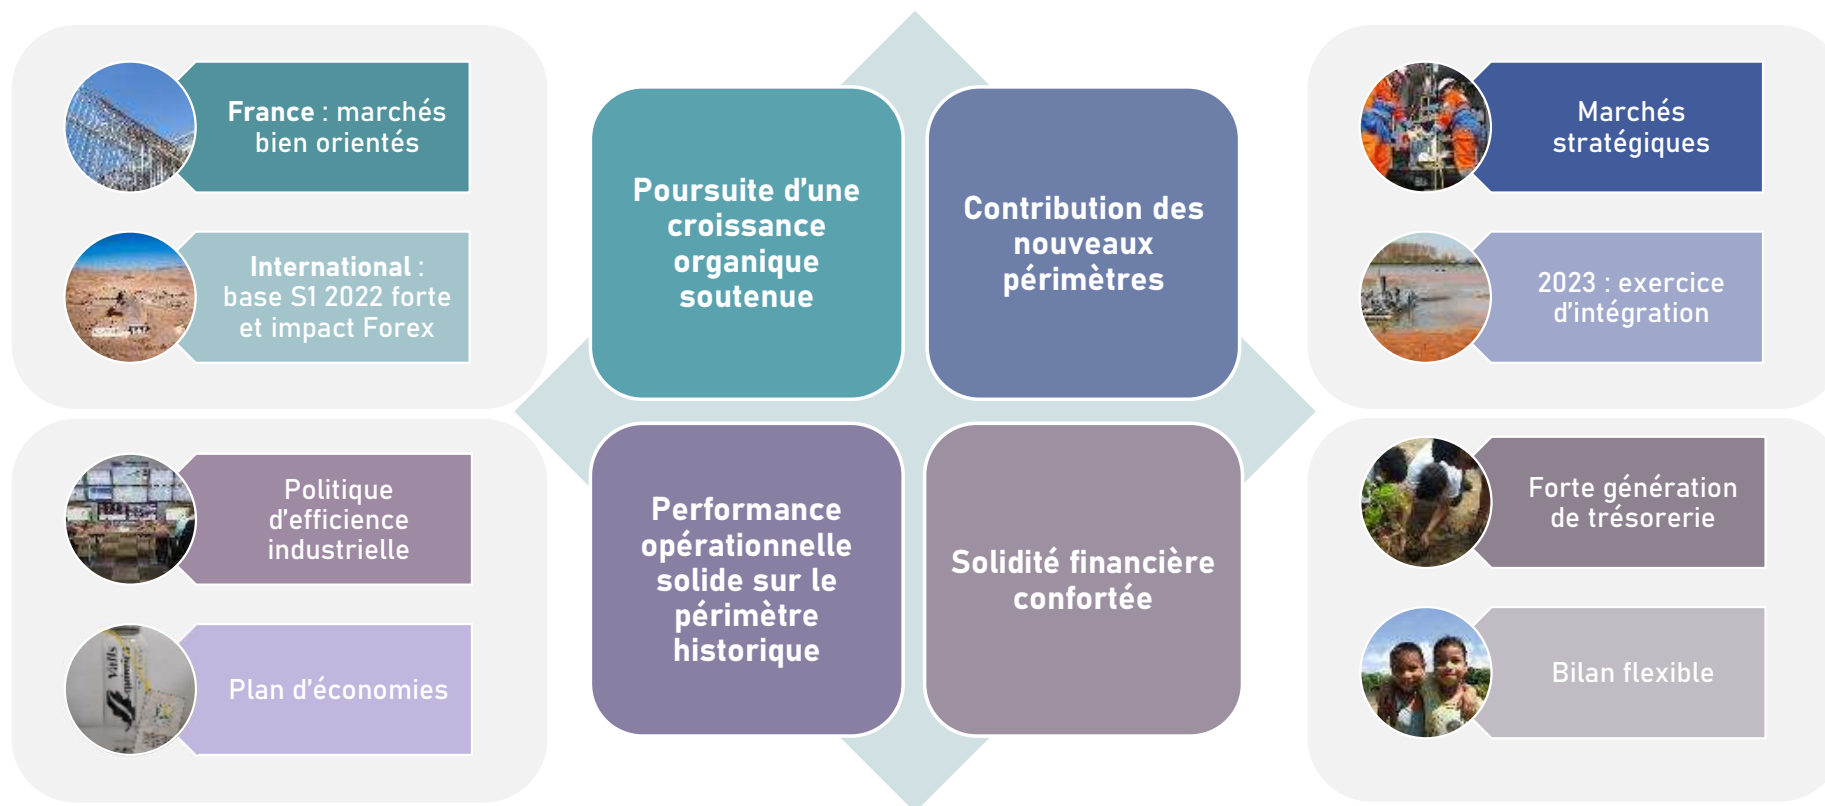 France : marchés
bien orientés
International :
base S1 2022 forte
et impact Forex
Poursuite d'une
croissance
organique
soutenue
Contribution des
nouveaux
périmètres
Marchés
stratégiques
2023 : exercice
d'intégration
Politique
d'efficience
industrielle
Plan d'économies
Performance
opérationnelle
solide sur le
périmètre
historique
Solidité financière
confortée
Forte génération
de trésorerie
Bilan flexible